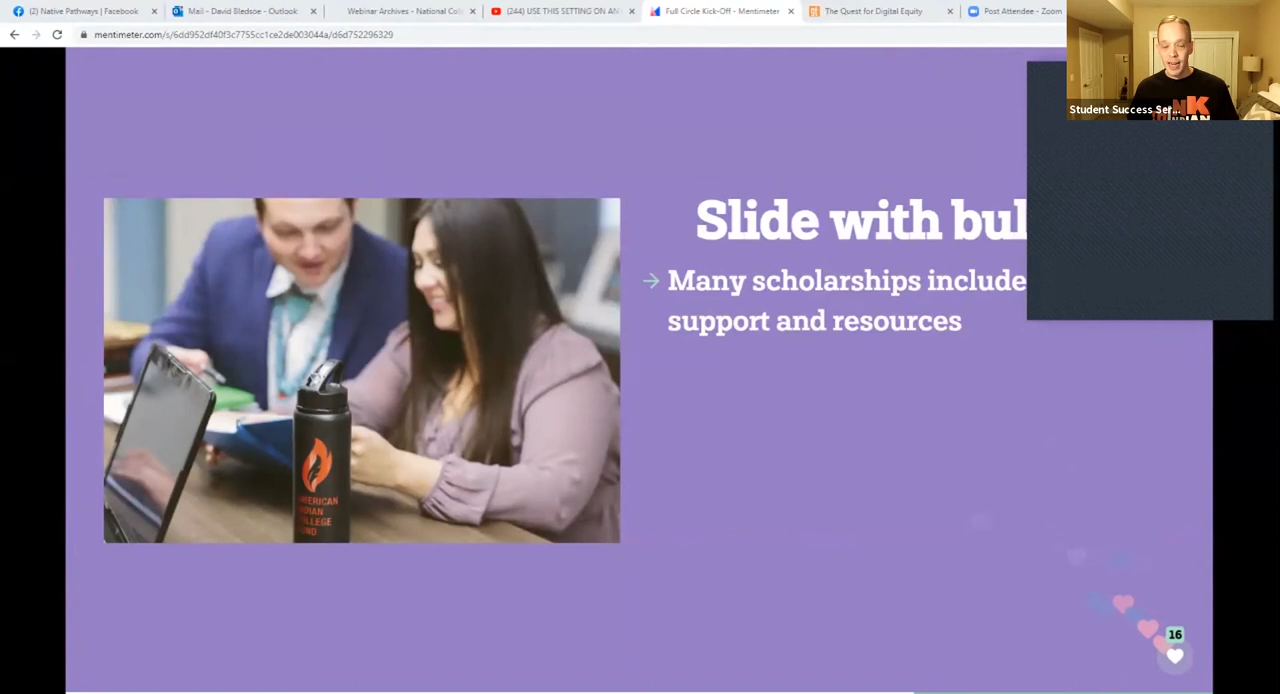 (2) Native Pathways | Facebook
Mail - David Bledsoe - Outlook
Webinar Archives - National Col
(244) USE THIS SETTING ON AN
Full Circle Kick-Off - Mentimeter
The Quest for Digital Equity
Post Attendee - Zoom
mentimeter.com/s/6dd952df40f3c7755cc1ce2de003044a/d6d752296329
Student Success Ser...
Slide with bul
→ Many scholarships include
support and resources
AMERICAN
INDIAN
COLLEGE
FUND
16